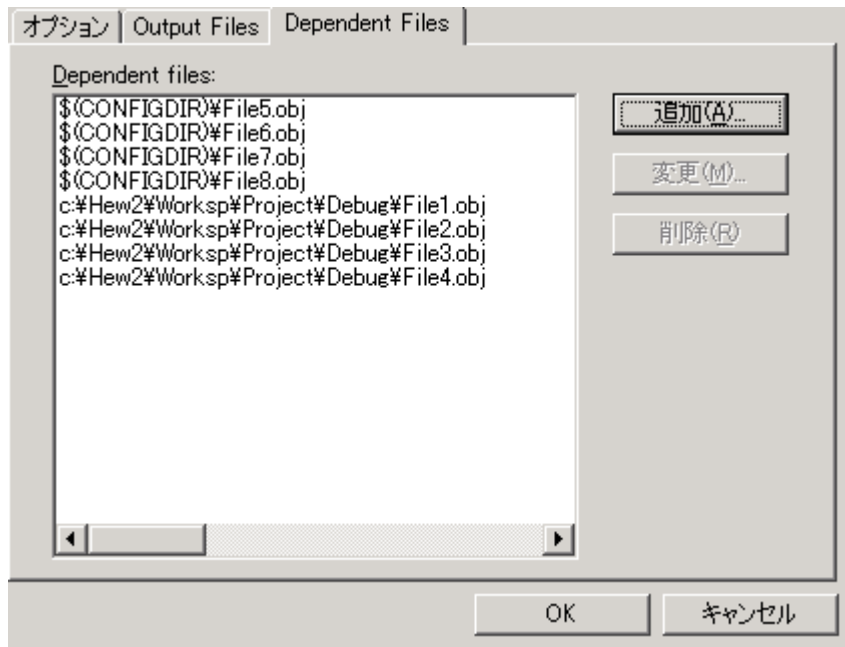 オプション Output Files Dependent Files
Dependent files:
$(CONFIGDIR)¥File5.obj
$(CONFIGDIR)¥File6.obj
$(CONFIGDIR)¥File7.obj
$(CONFIGDIR)¥File8.obj
c:¥Hew2¥Worksp¥Project¥Debug¥File1.obj
c:¥Hew2¥Worksp¥Project¥Debug¥File2.obj
c:¥Hew2¥Worksp¥Project¥Debug¥File3.obj
c:¥Hew2¥Worksp¥Project¥Debug¥File4.obj
追加(A)...
変更(M)...
削除(R)
OK キャンセル